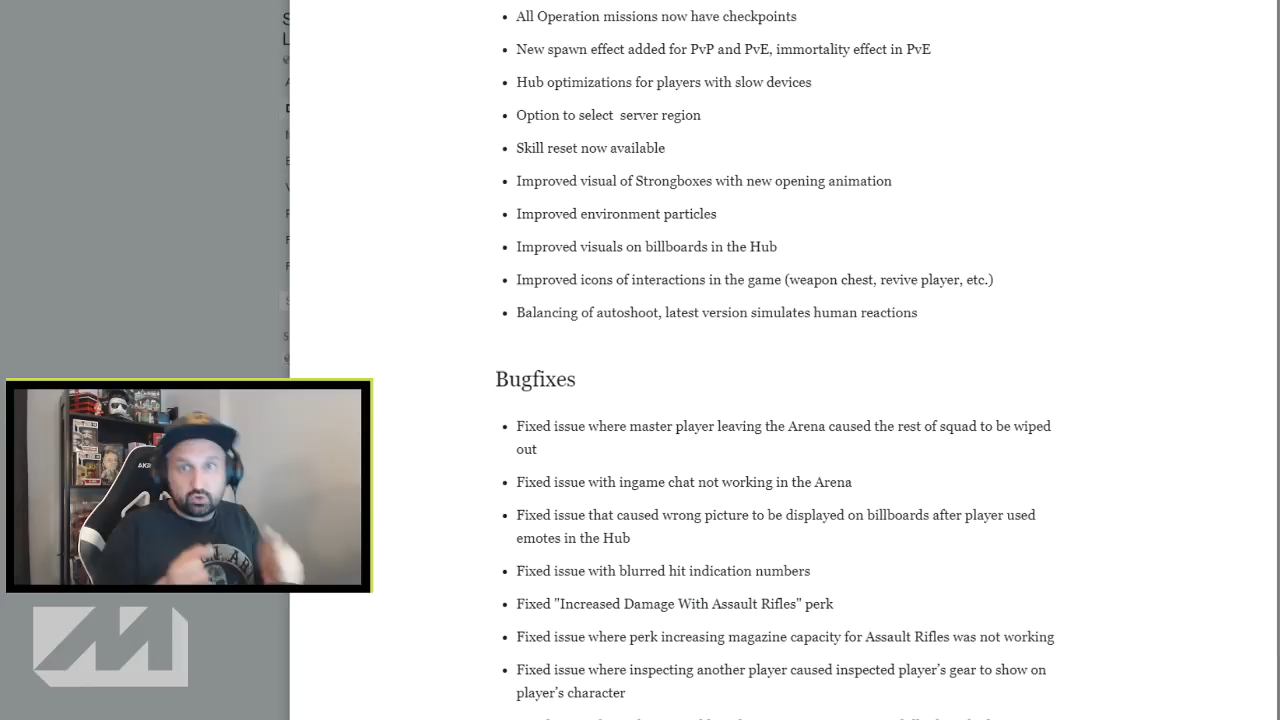 All Operation missions now have checkpoints
New spawn effect added for PvP and PvE, immortality effect in PvE
Hub optimizations for players with slow devices
Option to select server region
Skill reset now available
Improved visual of Strongboxes with new opening animation
Improved environment particles
Improved visuals on billboards in the Hub
Improved icons of interactions in the game (weapon chest, revive player, etc.)
Balancing of autoshoot, latest version simulates human reactions
Bugfixes
Fixed issue where master player leaving the Arena caused the rest of squad to be wiped
out
Fixed issue with ingame chat not working in the Arena
Fixed issue that caused wrong picture to be displayed on billboards after player used
emotes in the Hub
Fixed issue with blurred hit indication numbers
Fixed "Increased Damage With Assault Rifles" perk
Fixed issue where perk increasing magazine capacity for Assault Rifles was not working
Fixed issue where inspecting another player caused inspected player's gear to show on
player's character